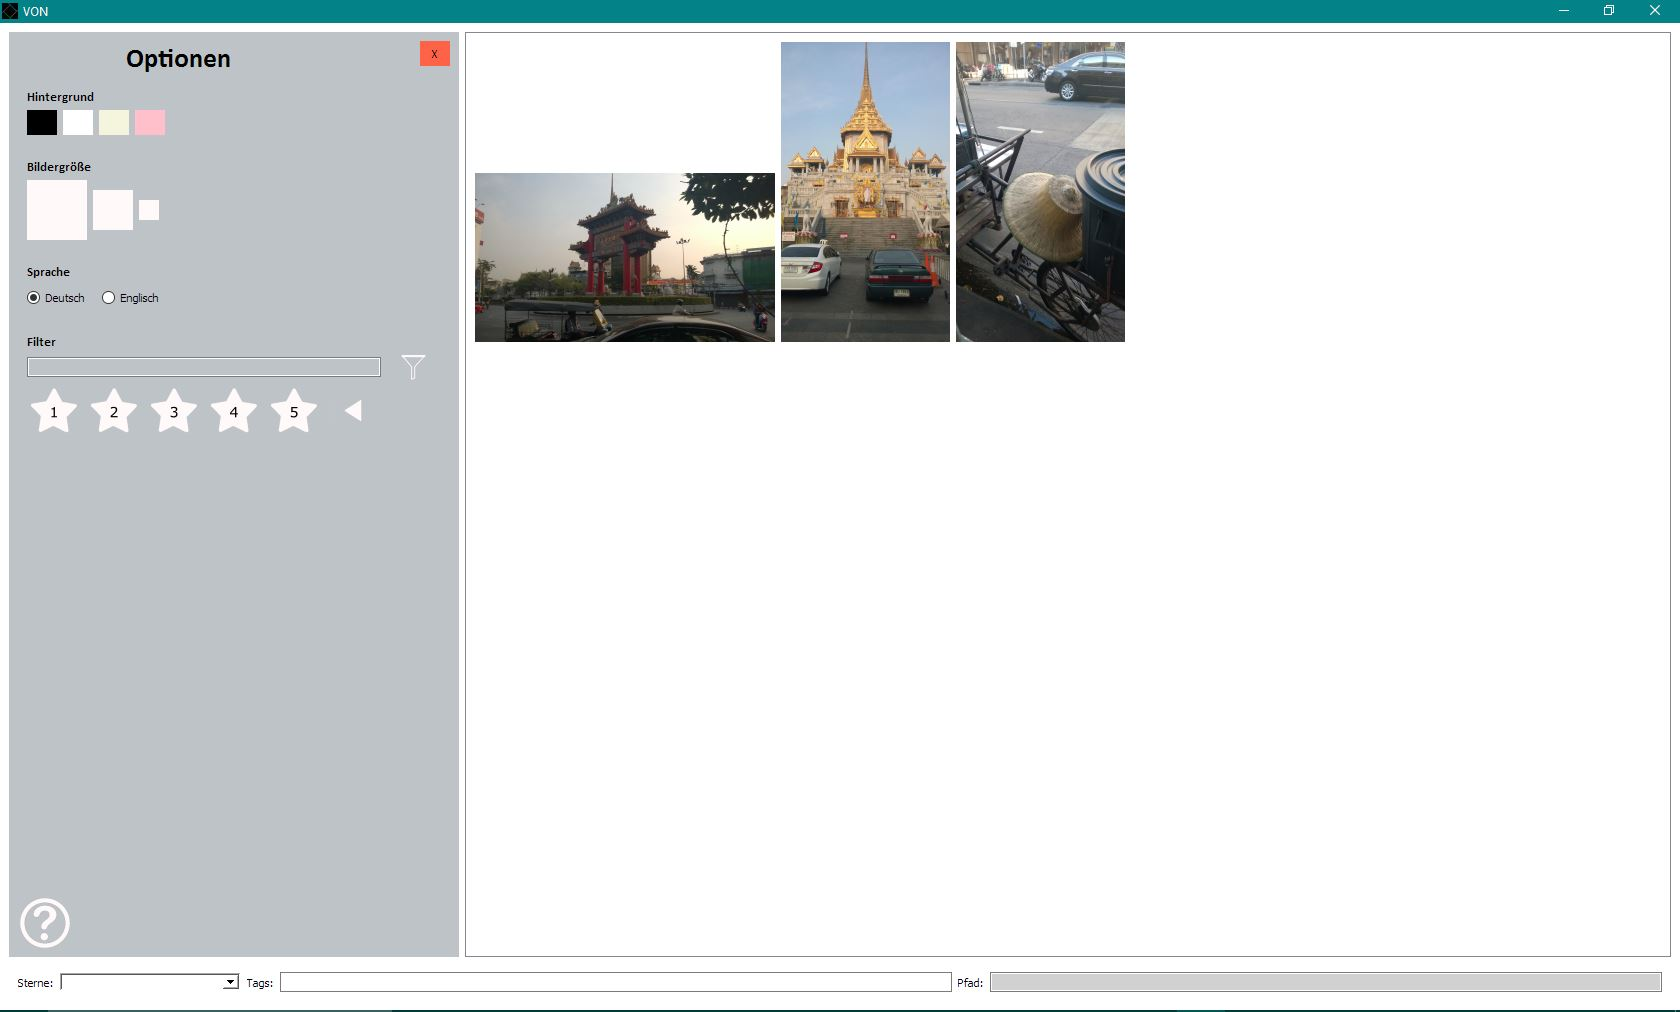 VON
Optionen
X
Hintergrund
Bildergröße
Sprache
Deutsch
Englisch
Filter
1
2
3
4
5
?
Sterne:
Tags:
Pfad: